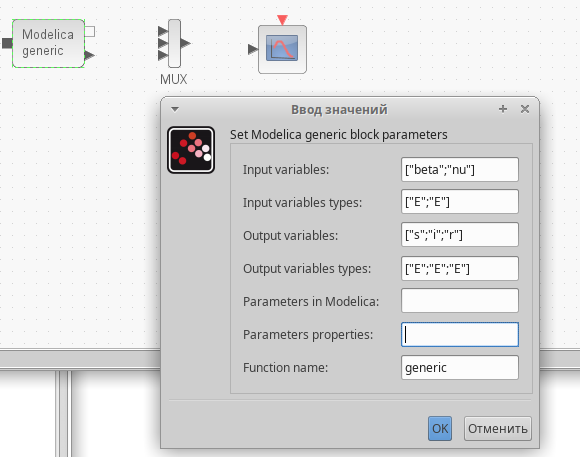 Modelica
generic
MUX
Ввод значений
Set Modelica generic block parameters
Input variables: ["beta";"nu"]
Input variables types: ["E";"E"]
Output variables: ["s";"i";"r"]
Output variables types: ["E";"E";"E"]
Parameters in Modelica:
Parameters properties:
Function name: generic
OK Отменить